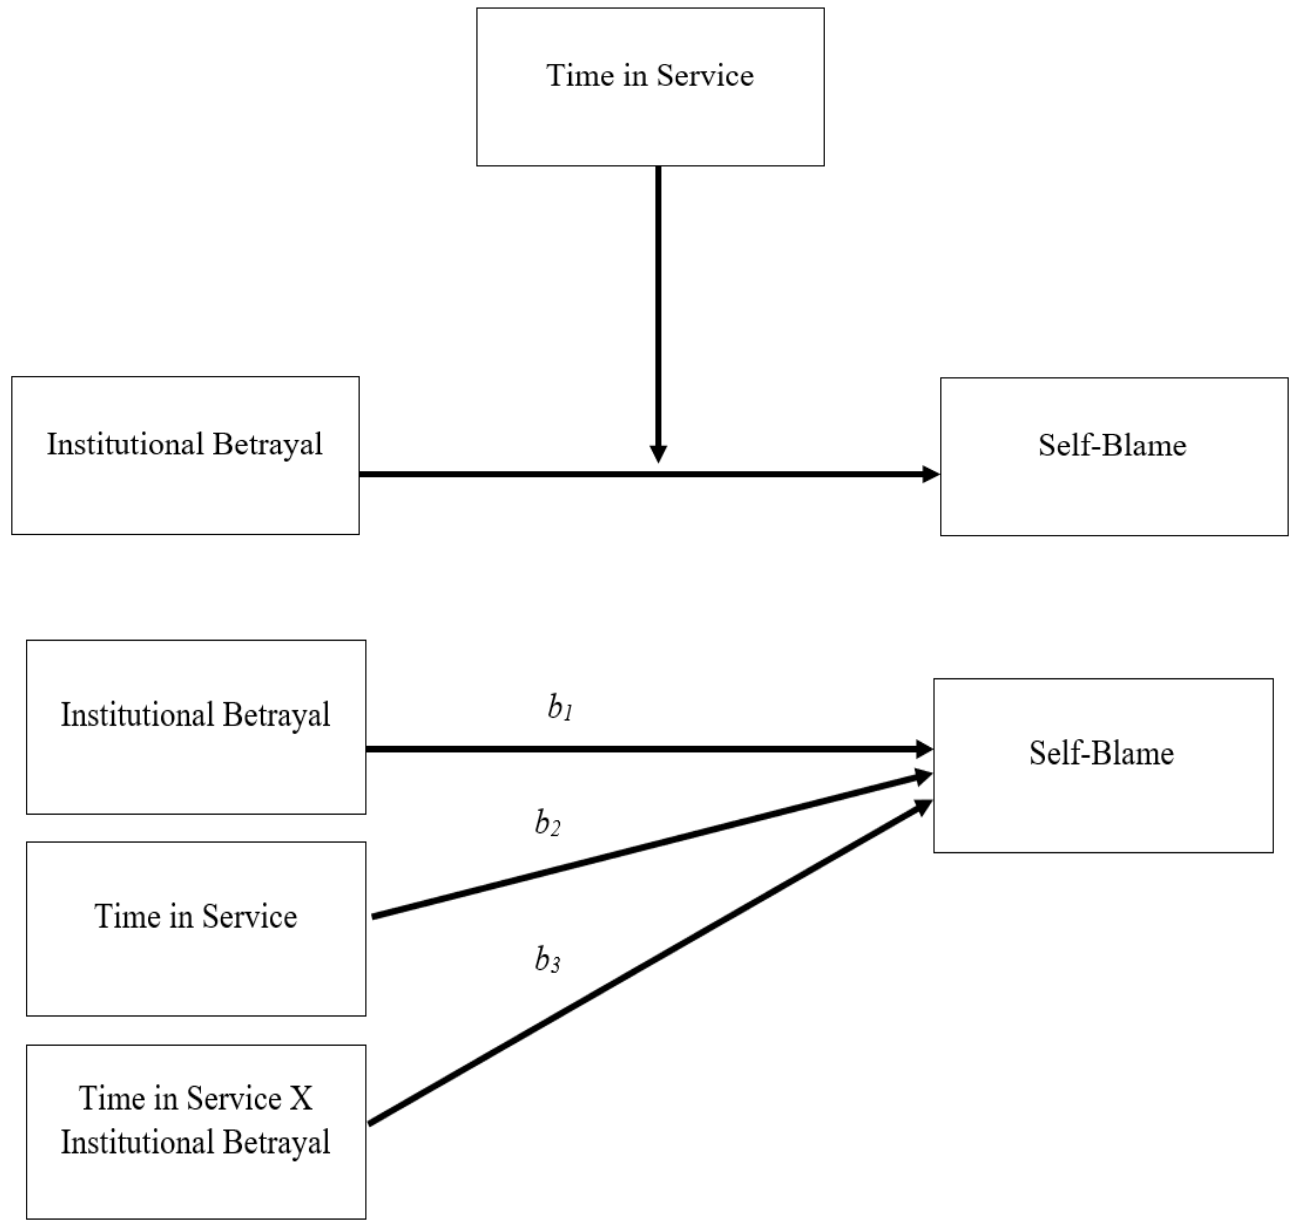 Time in Service
Institutional Betrayal
Self-Blame
Institutional Betrayal
b1
Self-Blame
b2
Time in Service
b3
Time in Service X
Institutional Betrayal